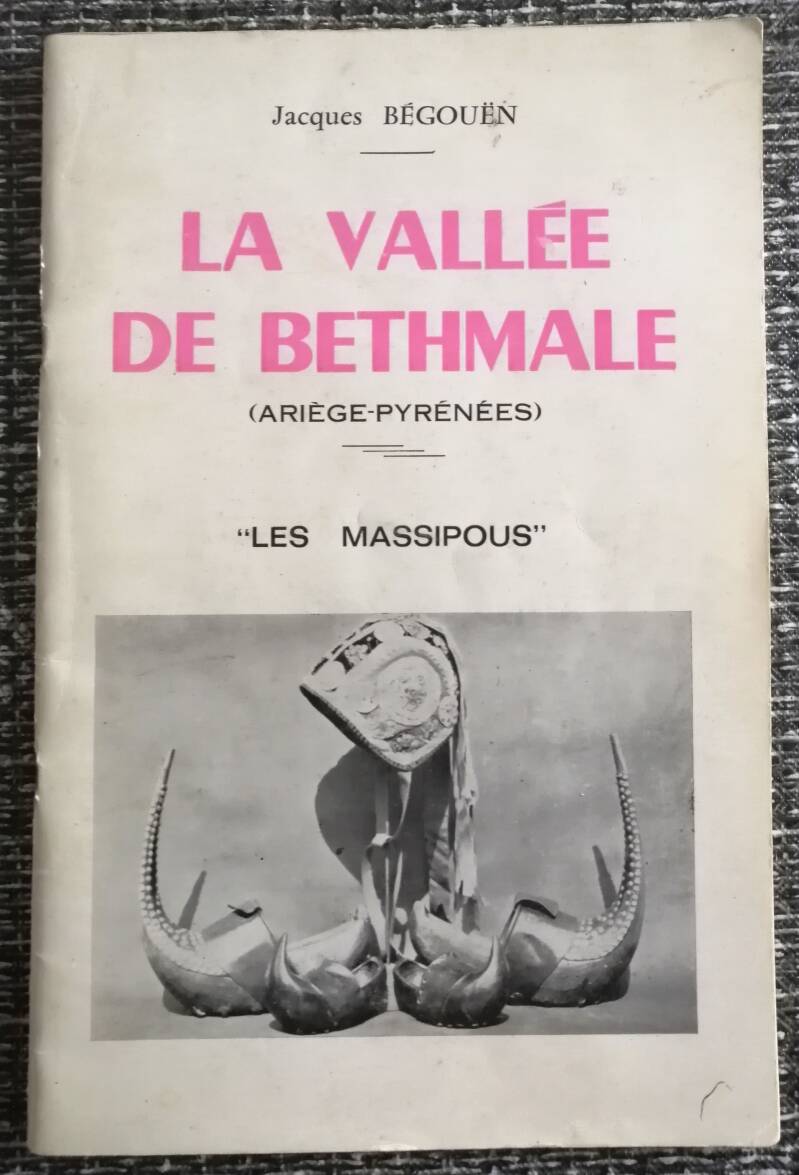 Jacques BÉGOUËN
LA VALLÉE
DE BETHMALE
(ARIÈGE-PYRÉNÉES)
"LES MASSIPOUS"